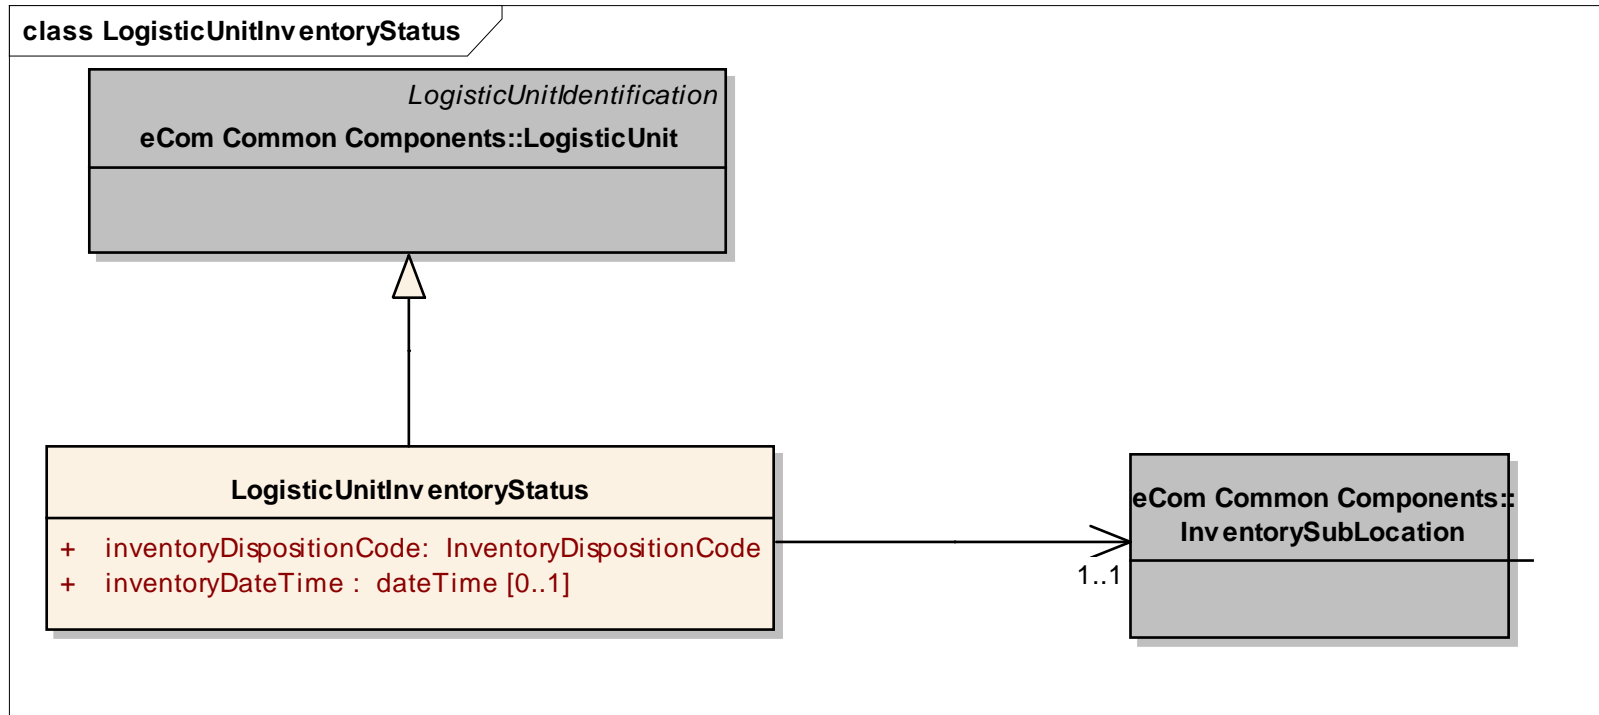 class LogisticUnitInventoryStatus
LogisticUnitIdentification
eCom Common Components::LogisticUnit
LogisticUnitInventoryStatus
+ inventoryDispositionCode: InventoryDispositionCode
+ inventoryDateTime : dateTime [0..1]
1..1
eCom Common Components::
InventorySubLocation